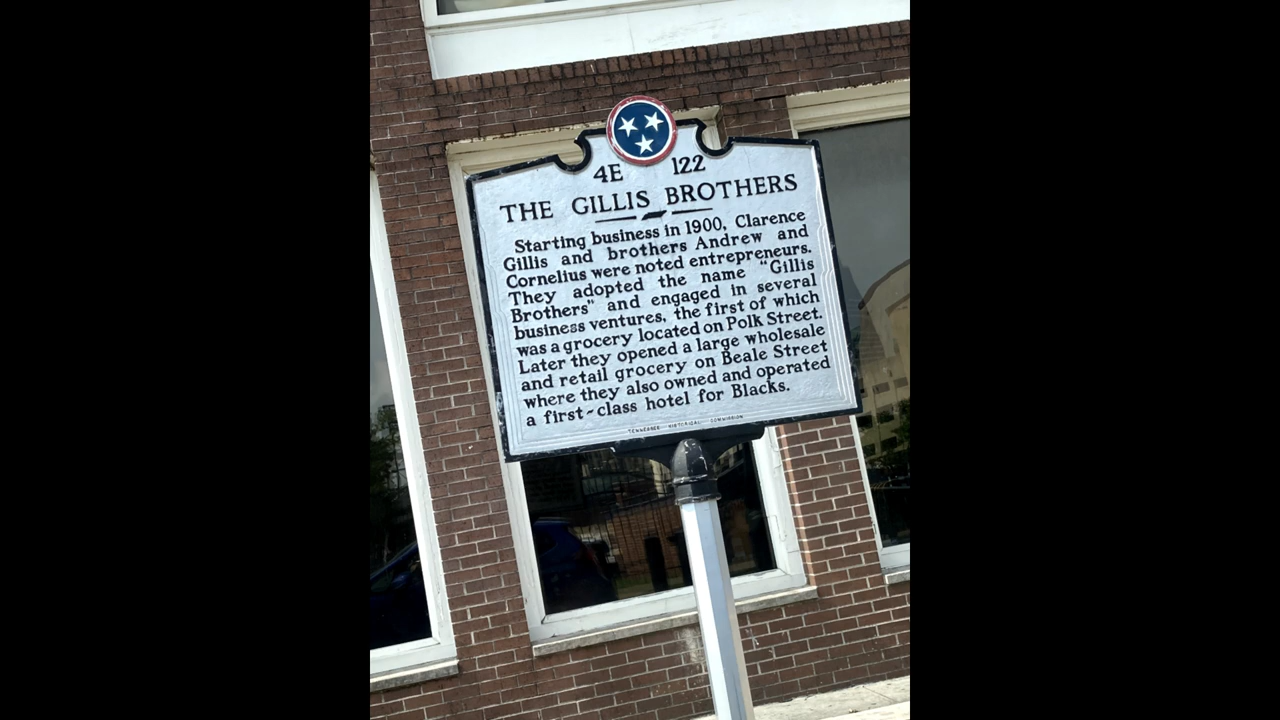 4E 122
THE GILLIS BROTHERS
Starting business in 1900, Clarence
Gillis and brothers Andrew and
Cornelius were noted entrepreneurs.
They adopted the name "Gillis
Brothers" and engaged in several
business ventures, the first of which
was a grocery located on Polk Street.
Later they opened a large wholesale
and retail grocery on Beale Street
where they also owned and operated
a first-class hotel for Blacks.
TENNESSEE HISTORICAL COMMISSION